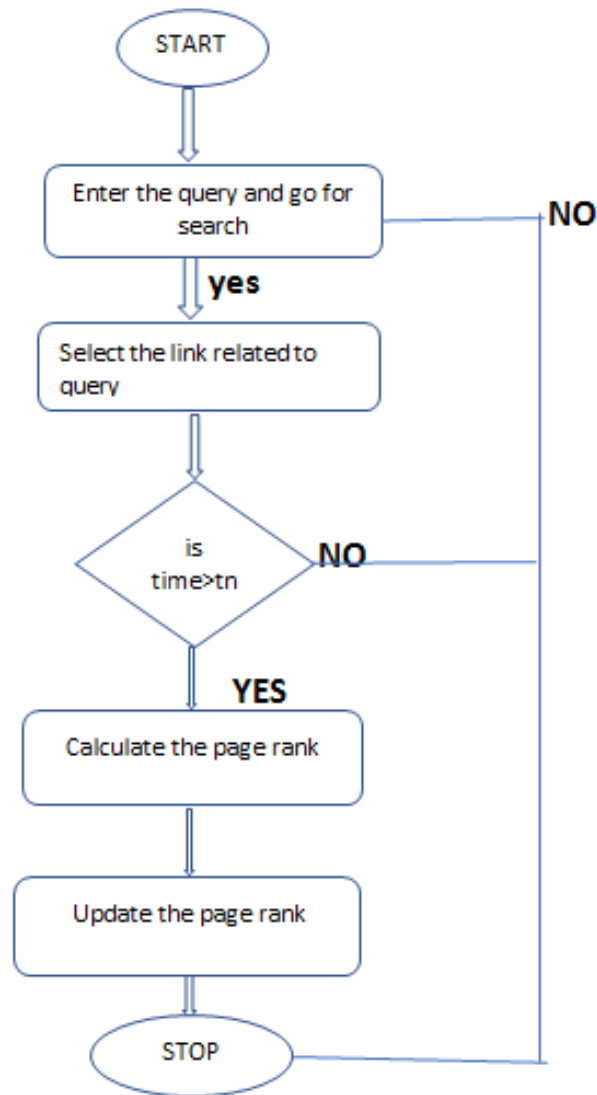 START
Enter the query and go for
search
NO
yes
Select the link related to
query
is
time>tn
NO
YES
Calculate the page rank
Update the page rank
STOP